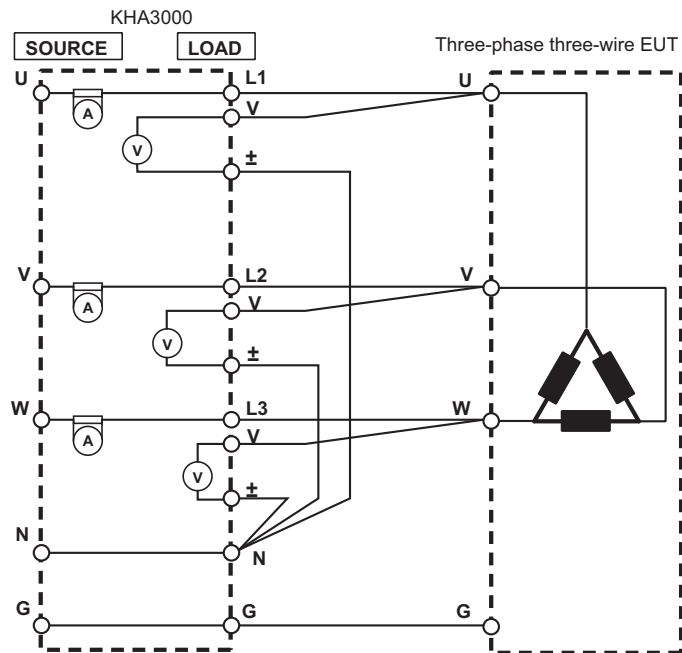 KHA3000
SOURCE LOAD
Three-phase three-wire EUT
U L1 U
A V
V
±
V L2 V
A V
V
±
W L3 W
A V
V
±
N N
G G G